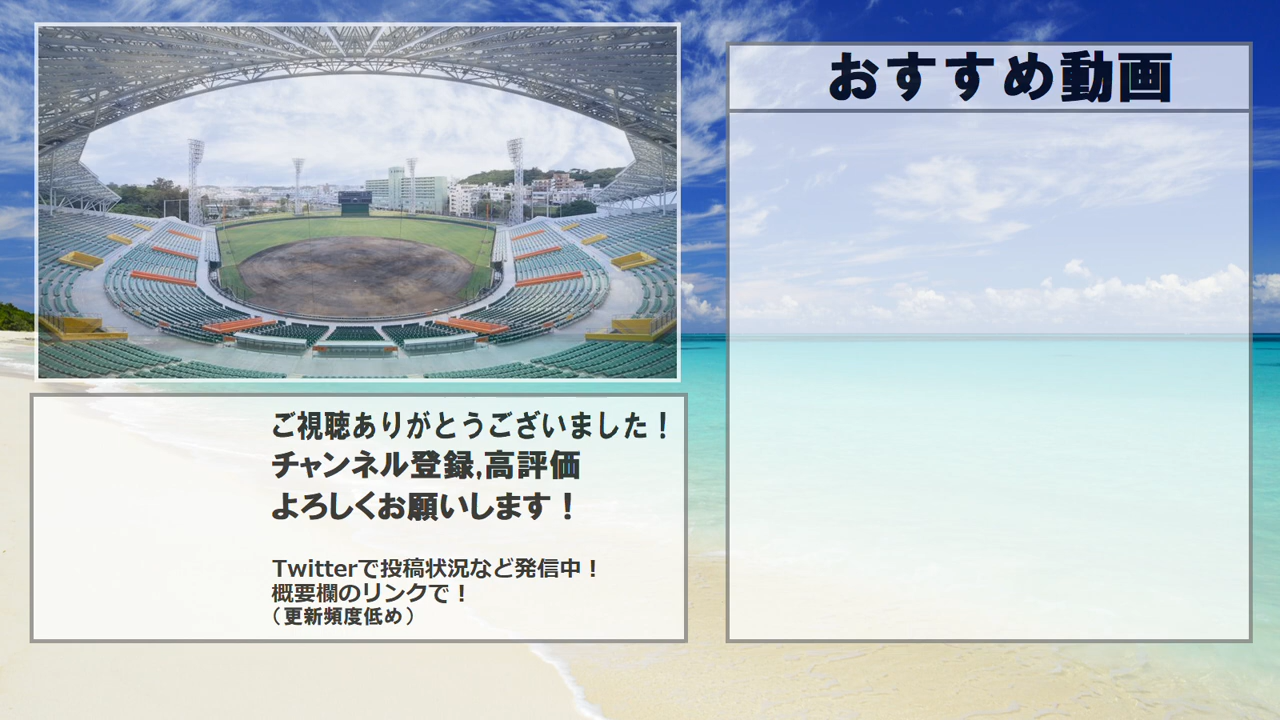 おすすめ動画
ご視聴ありがとうございました！
チャンネル登録,高評価
よろしくお願いします！
Twitterで投稿状況など発信中！
概要欄のリンクで！
（更新頻度低め）